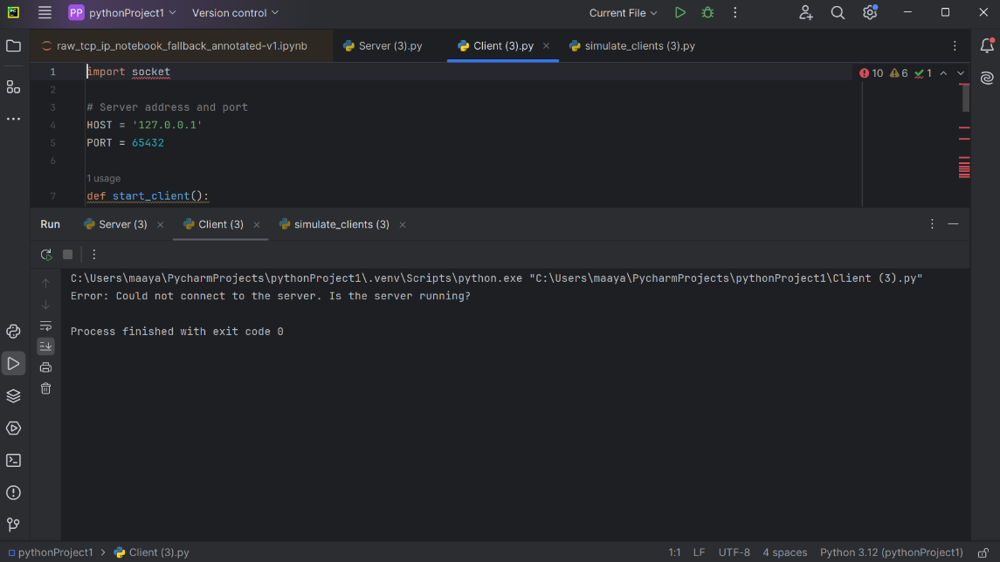 PC
PP pythonProject1 Version control Current File
raw_tcp_ip_notebook_fallback_annotated-v1.ipynb Server (3).py Client (3).py simulate_clients (3).py
1 import socket 10 6 1
2
3 # Server address and port
4 HOST = '127.0.0.1'
5 PORT = 65432
6
1 usage
7 def start_client():
Run Server (3) Client (3) simulate_clients (3)
C:\Users\maaya\PycharmProjects\pythonProject1\.venv\Scripts\python.exe "C:\Users\maaya\PycharmProjects\pythonProject1\Client (3).py"
Error: Could not connect to the server. Is the server running?
Process finished with exit code 0
pythonProject1 > Client (3).py 1:1 LF UTF-8 4 spaces Python 3.12 (pythonProject1)